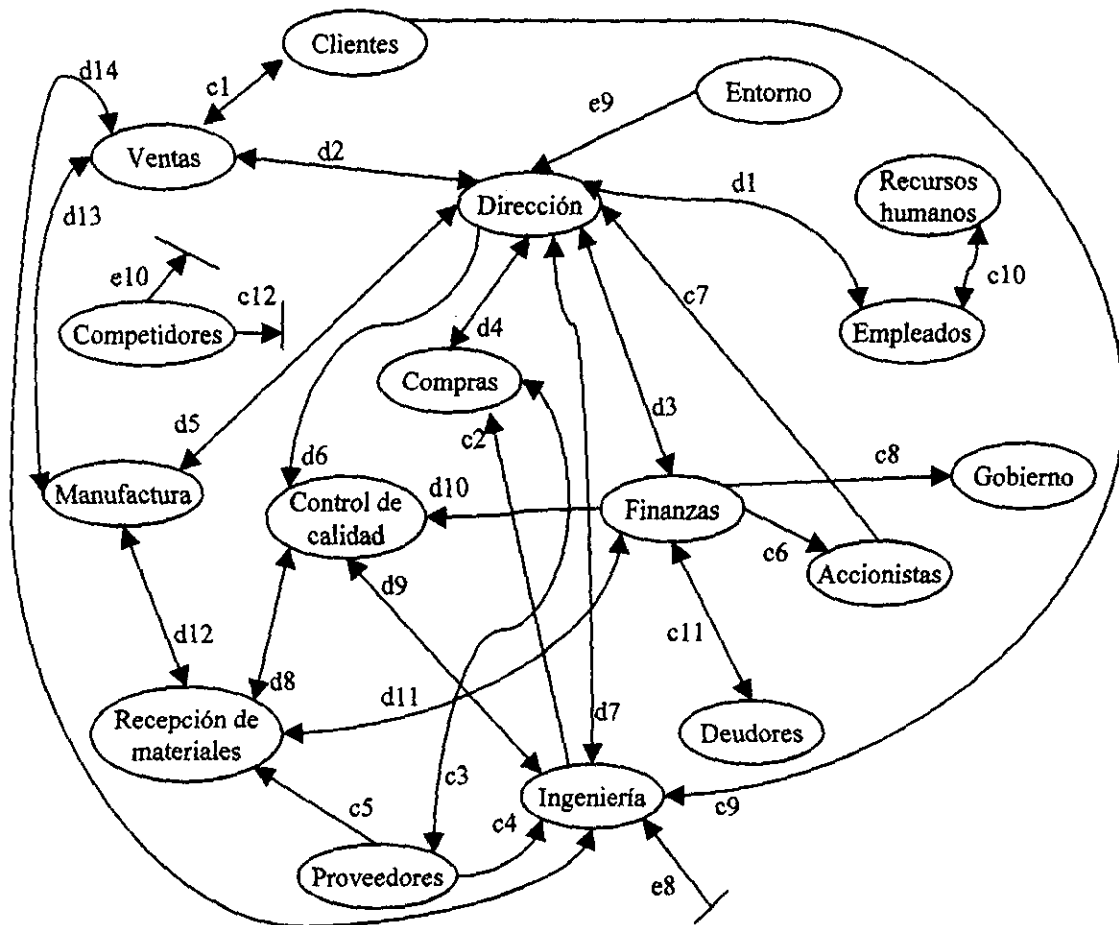 Clientes
d14
c1
Entorno
e9
Ventas
d2
Recursos
humanos
d1
Dirección
d13
e10
c12
c7
c10
Competidores
d4
Empleados
Compras
d5
d3
c2
d6
c8
Gobierno
Manufactura
Control de
calidad
d10
Finanzas
c6
Accionistas
d9
d12
c11
d8
d11
d7
Recepción de
materiales
Deudores
c3
Ingeniería
c9
c5
c4
Proveedores
e8